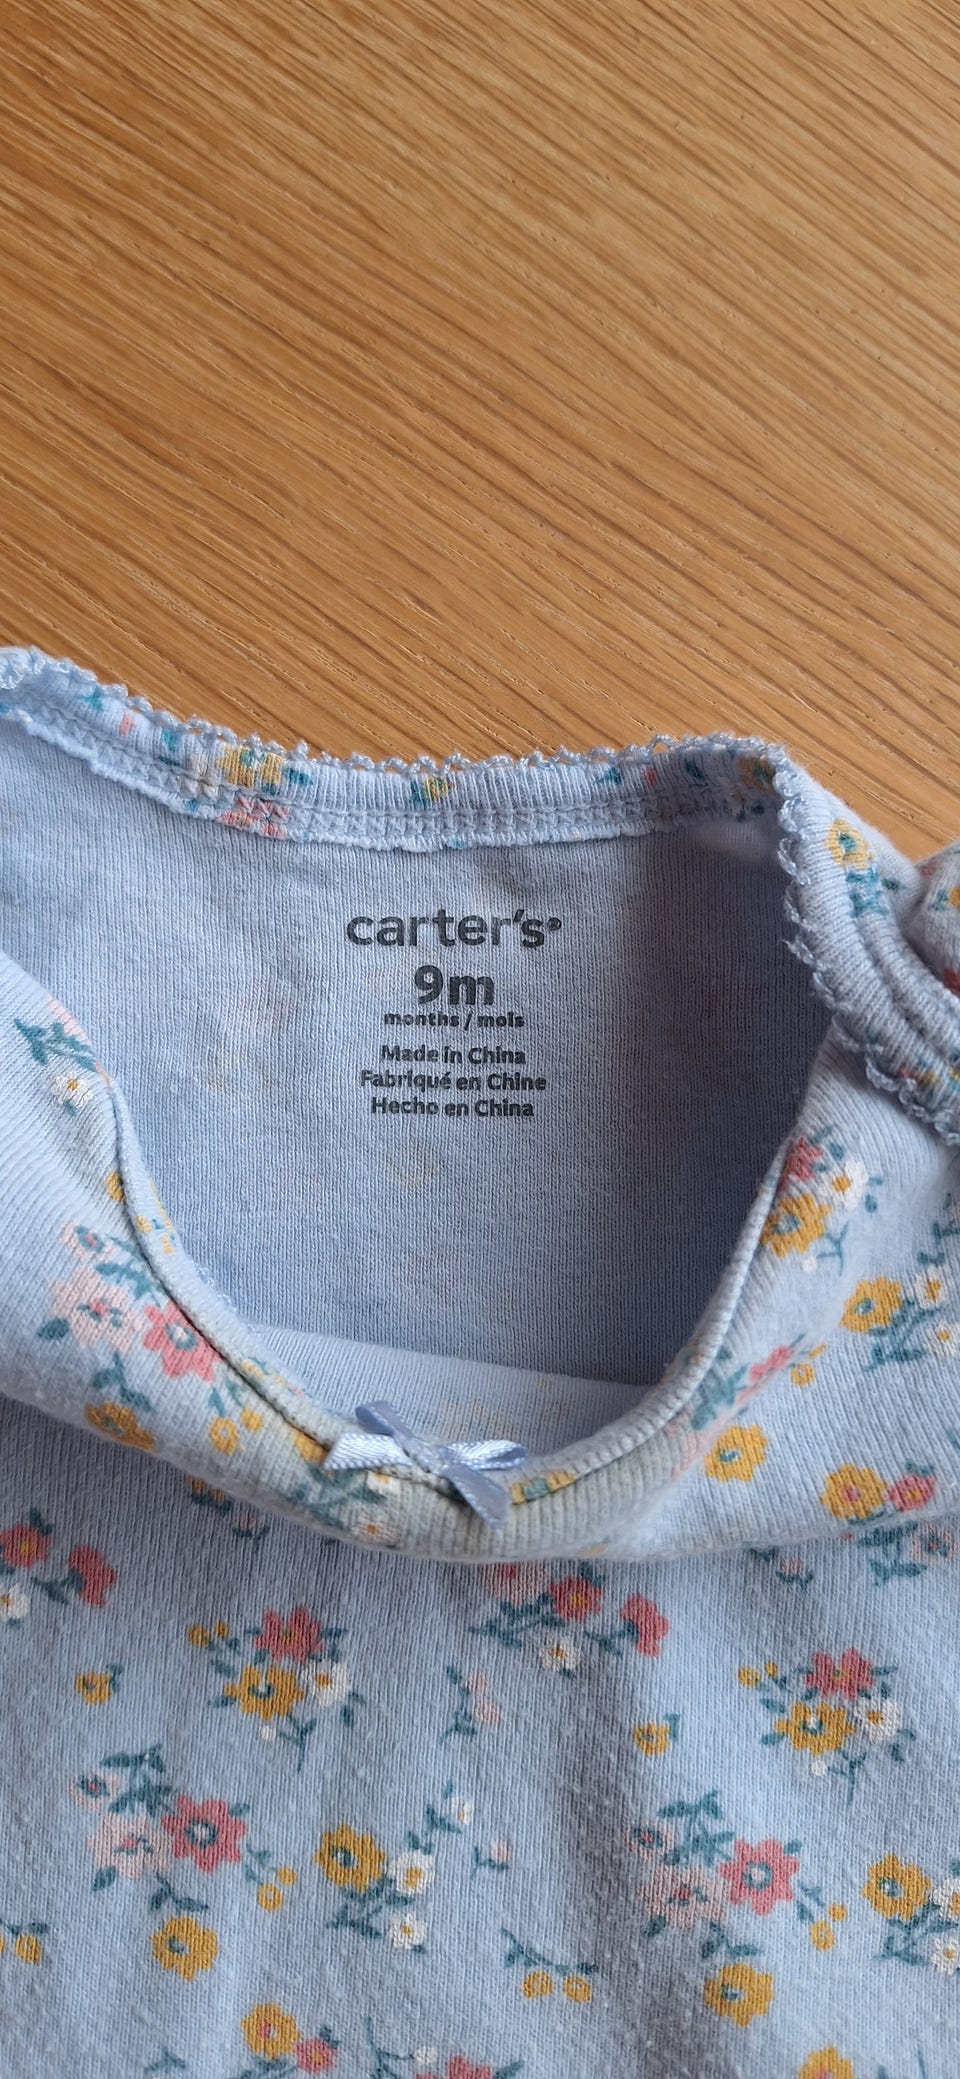 carter's®
9m
months / mois
Made in China
Fabriqué en Chine
Hecho en China